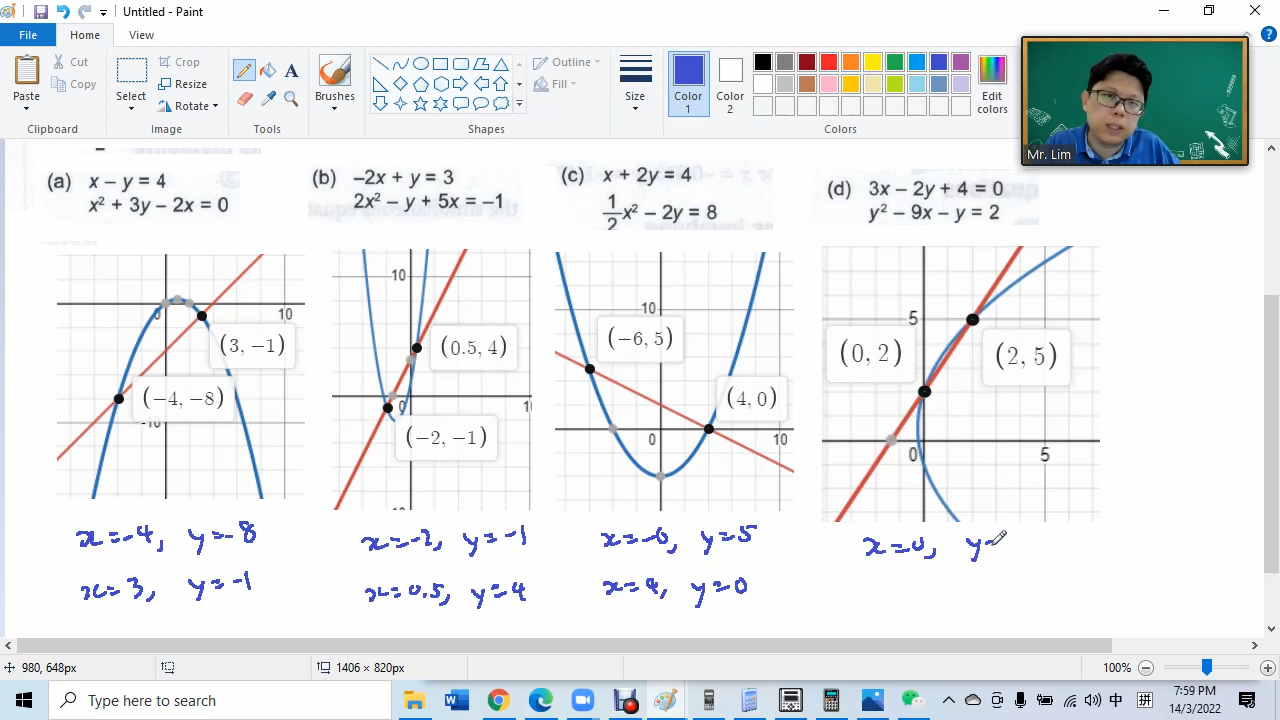 Untitled - Paint
File Home View
Paste Cut Copy Clipboard
Select Crop Resize Rotate Image
Tools
Brushes
Outline Fill Shapes
Size
Color 1 Color 2 Edit colors Colors
Mr. Lim
(a) x − y = 4
x² + 3y − 2x = 0
(b) −2x + y = 3
2x² − y + 5x = −1
(c) x + 2y = 4
1/2 x² − 2y = 8
(d) 3x − 2y + 4 = 0
y² − 9x − y = 2
0 10 -10
(3, −1)
(−4, −8)
10 0 10
(0.5, 4)
(−2, −1)
10 0 10
(−6, 5)
(4, 0)
5 0 5
(0, 2)
(2, 5)
x=-4, y=-8
x=3, y=-1
x=-2, y=-1
x=0.5, y=4
x=-6, y=5
x=4, y=0
x=0, y=
980, 648px
1406 × 820px
100%
Type here to search
中 拼
7:59 PM
14/3/2022